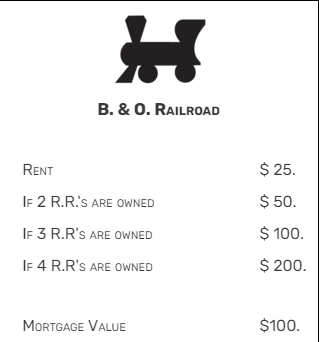 B. & O. Railroad
Rent $ 25.
If 2 R.R.'s are owned $ 50.
If 3 R.R's are owned $ 100.
If 4 R.R's are owned $ 200.
Mortgage Value $100.